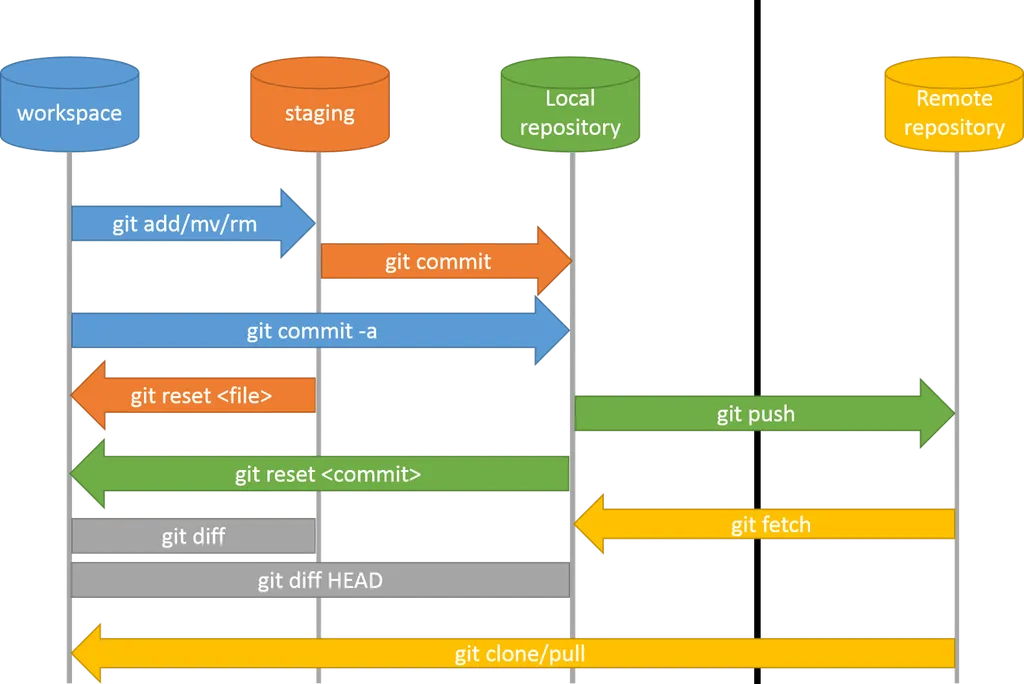 workspace
staging
Local
repository
Remote
repository
git add/mv/rm
git commit
git commit -a
git reset <file>
git push
git reset <commit>
git fetch
git diff
git diff HEAD
git clone/pull